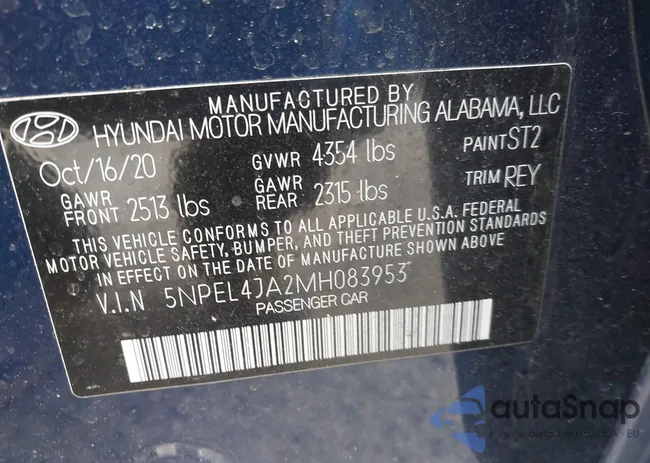 MANUFACTURED BY
HYUNDAI MOTOR MANUFACTURING ALABAMA, LLC
Oct/16/20 GVWR 4354 lbs PAINT ST2
GAWR FRONT 2513 lbs GAWR REAR 2315 lbs TRIM REY
THIS VEHICLE CONFORMS TO ALL APPLICABLE U.S.A. FEDERAL
MOTOR VEHICLE SAFETY, BUMPER, AND THEFT PREVENTION STANDARDS
IN EFFECT ON THE DATE OF MANUFACTURE SHOWN ABOVE
V.I.N 5NPEL4JA2MH083953
PASSENGER CAR
autaSnap